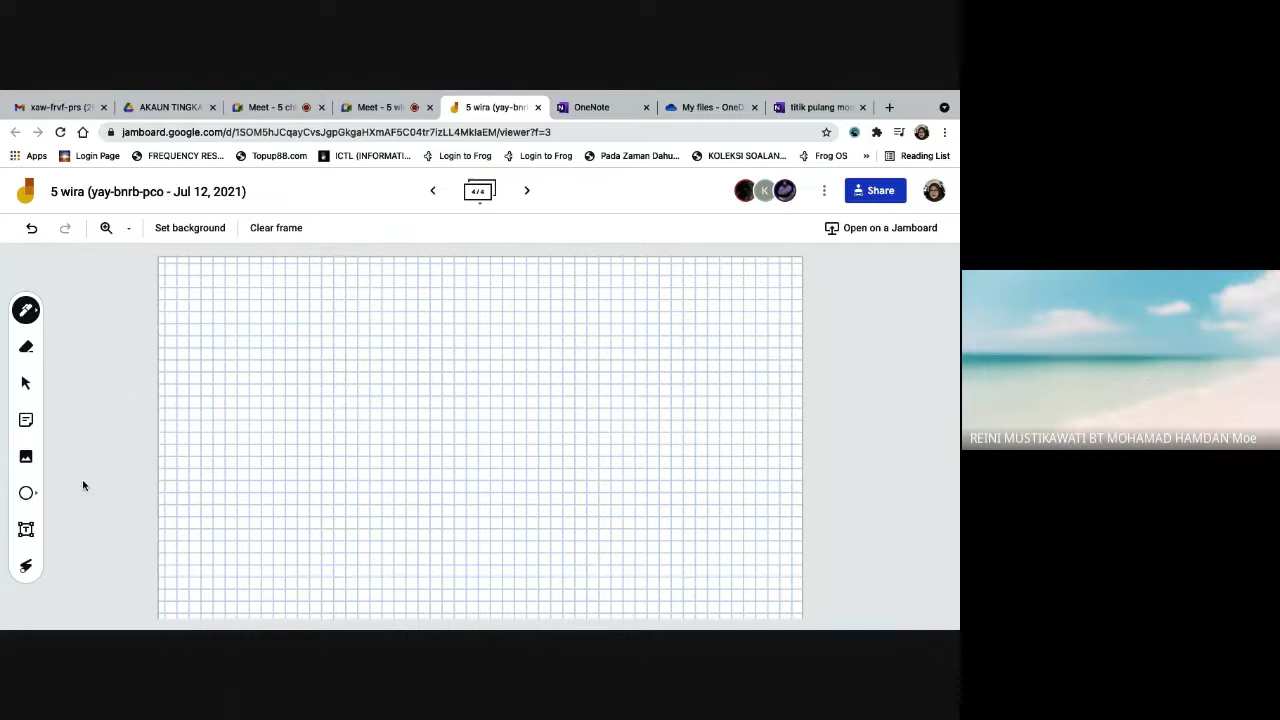 xaw-frvf-prs (2
AKAUN TINGKA
Meet - 5 ch
Meet - 5 wi
5 wira (yay-bnr
OneNote
My files - OneD
titik pulang mo
jamboard.google.com/d/1SOM5hJCqayCvsJgpGkgaHXmAF5C04tr7izLL4MklaEM/viewer?f=3
Apps
Login Page
FREQUENCY RES...
Topup88.com
ICTL (INFORMATI...
Login to Frog
Login to Frog
Pada Zaman Dahu...
KOLEKSI SOALAN...
Frog OS
»
Reading List
5 wira (yay-bnrb-pco - Jul 12, 2021)
4/4
K
Share
Set background
Clear frame
Open on a Jamboard
REINI MUSTIKAWATI BT MOHAMAD HAMDAN Moe